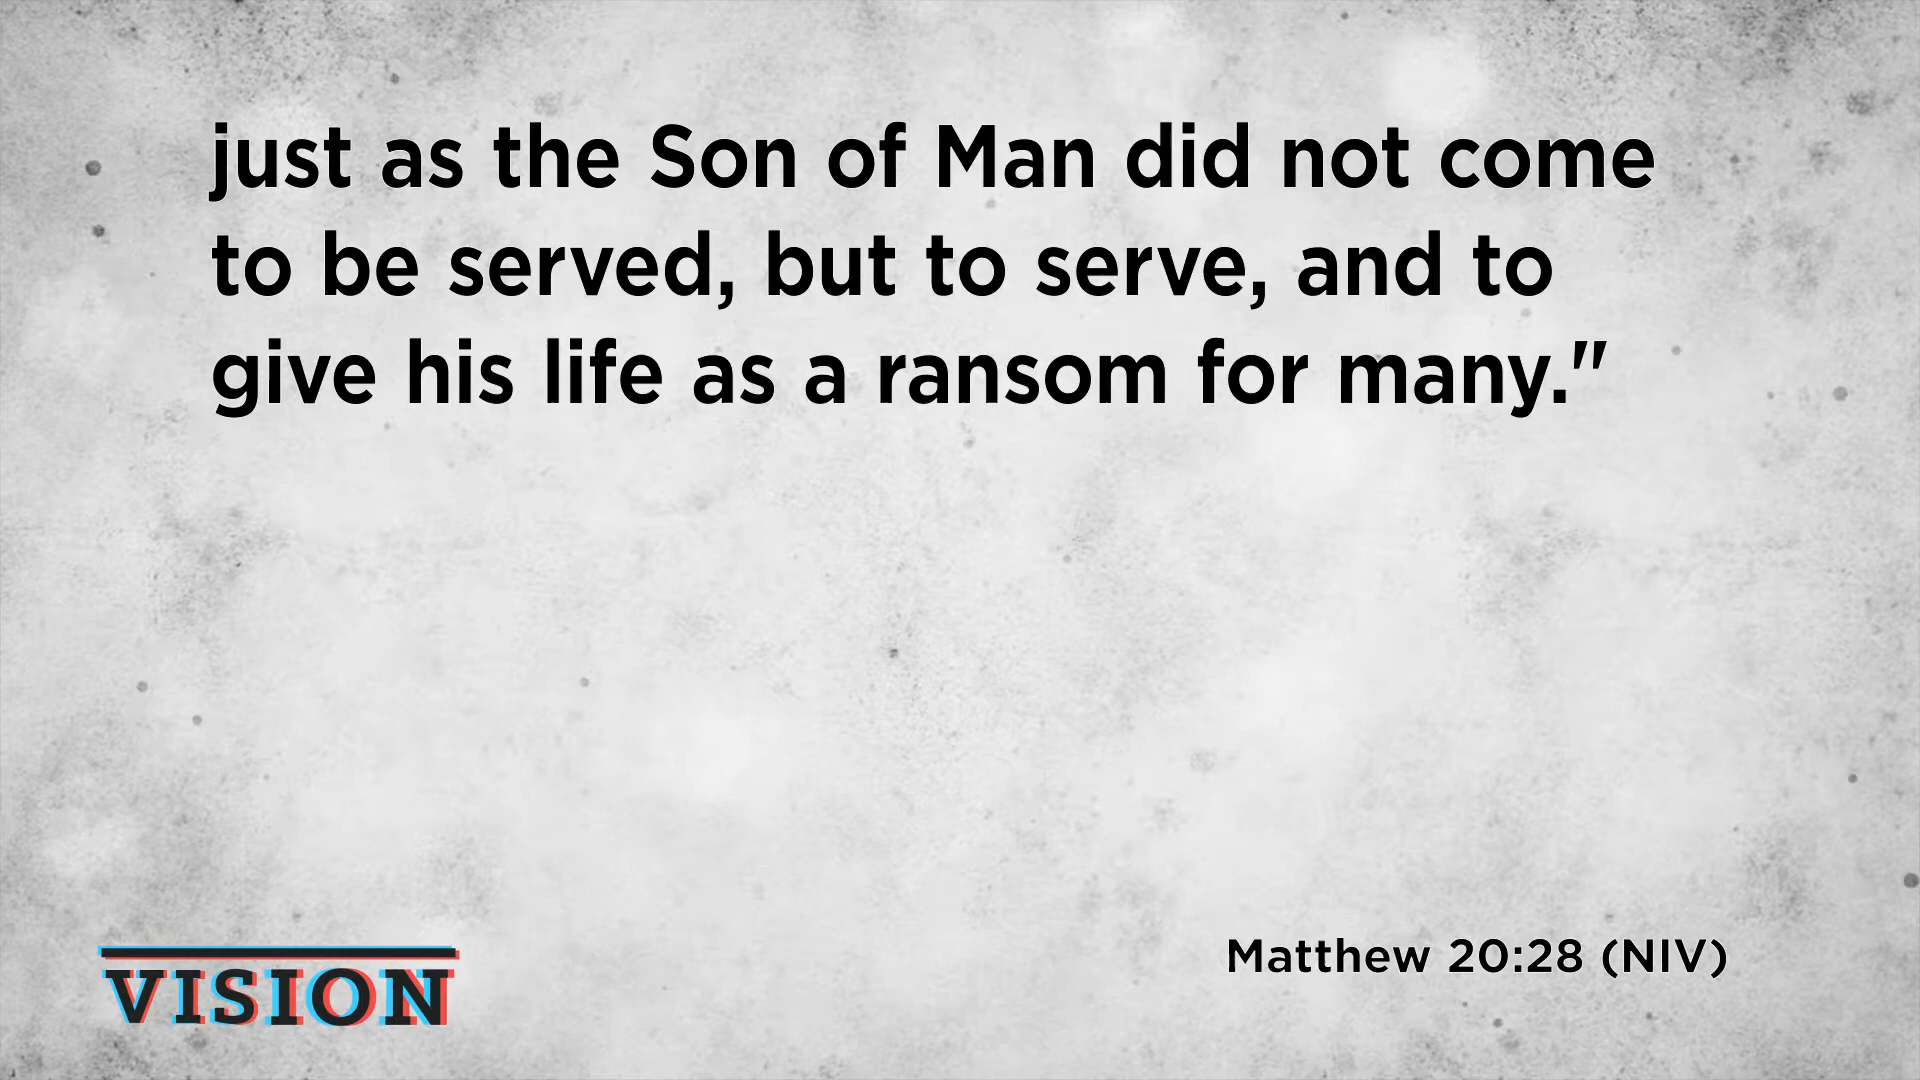 just as the Son of Man did not come
to be served, but to serve, and to
give his life as a ransom for many."
Matthew 20:28 (NIV)
VISION